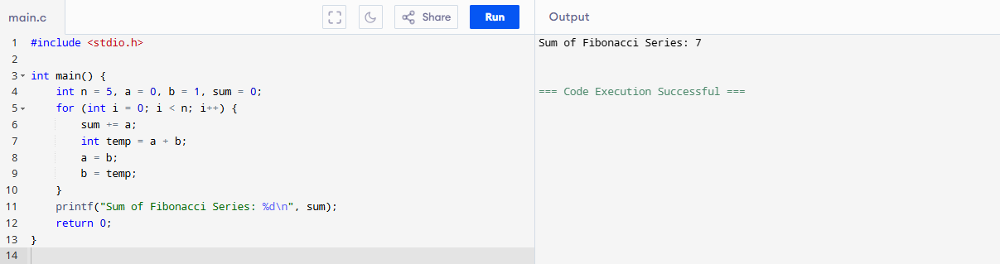 main.c
Share
Run
Output
1 #include <stdio.h>
2
3 int main() {
4     int n = 5, a = 0, b = 1, sum = 0;
5     for (int i = 0; i < n; i++) {
6         sum += a;
7         int temp = a + b;
8         a = b;
9         b = temp;
10     }
11     printf("Sum of Fibonacci Series: %d\n", sum);
12     return 0;
13 }
14
Sum of Fibonacci Series: 7
=== Code Execution Successful ===